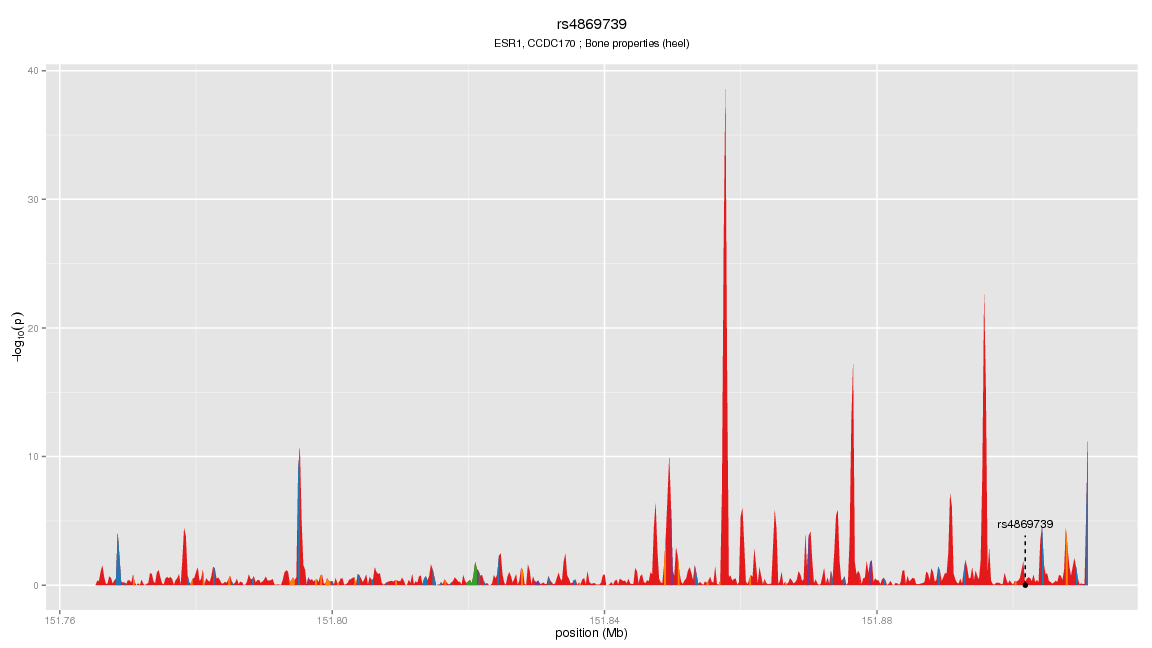 rs4869739
ESR1, CCDC170 ; Bone properties (heel)
40
30
20
10
0
−log10(p)
rs4869739
151.76
151.80
151.84
151.88
position (Mb)